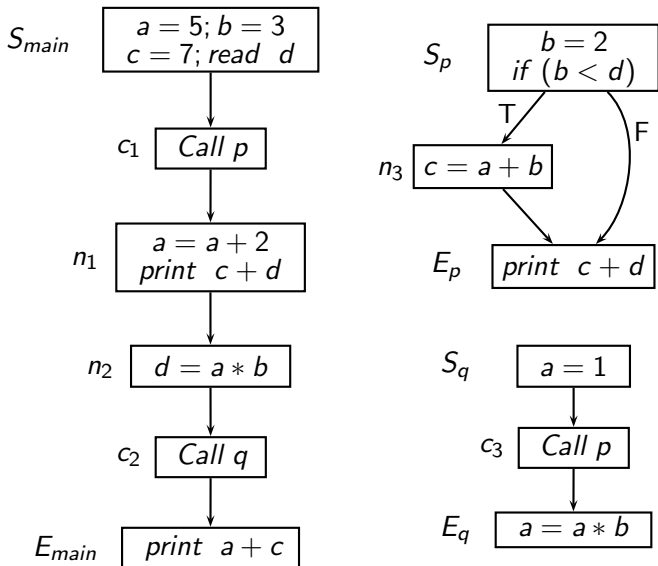 S_main
a = 5; b = 3
c = 7; read d
c_1
Call p
n_1
a = a + 2
print c + d
n_2
d = a * b
c_2
Call q
E_main
print a + c
S_p
b = 2
if (b < d)
T
F
n_3
c = a + b
E_p
print c + d
S_q
a = 1
c_3
Call p
E_q
a = a * b